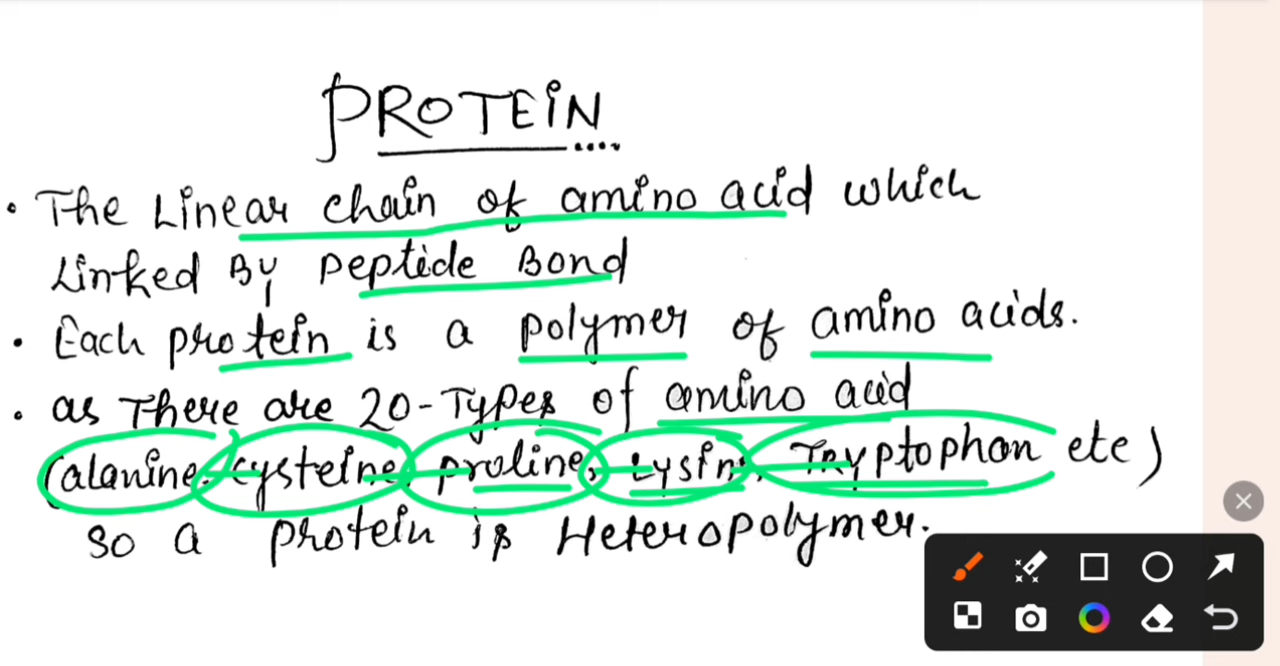 PROTEIN
• The Linear chain of amino acid which
Linked By peptide Bond
• Each protein is a polymer of amino acids.
• as There are 20-Types of amino acid
(alanine, cysteine, proline, Lysin, Tryptophan etc)
so a protein is Heteropolymer.